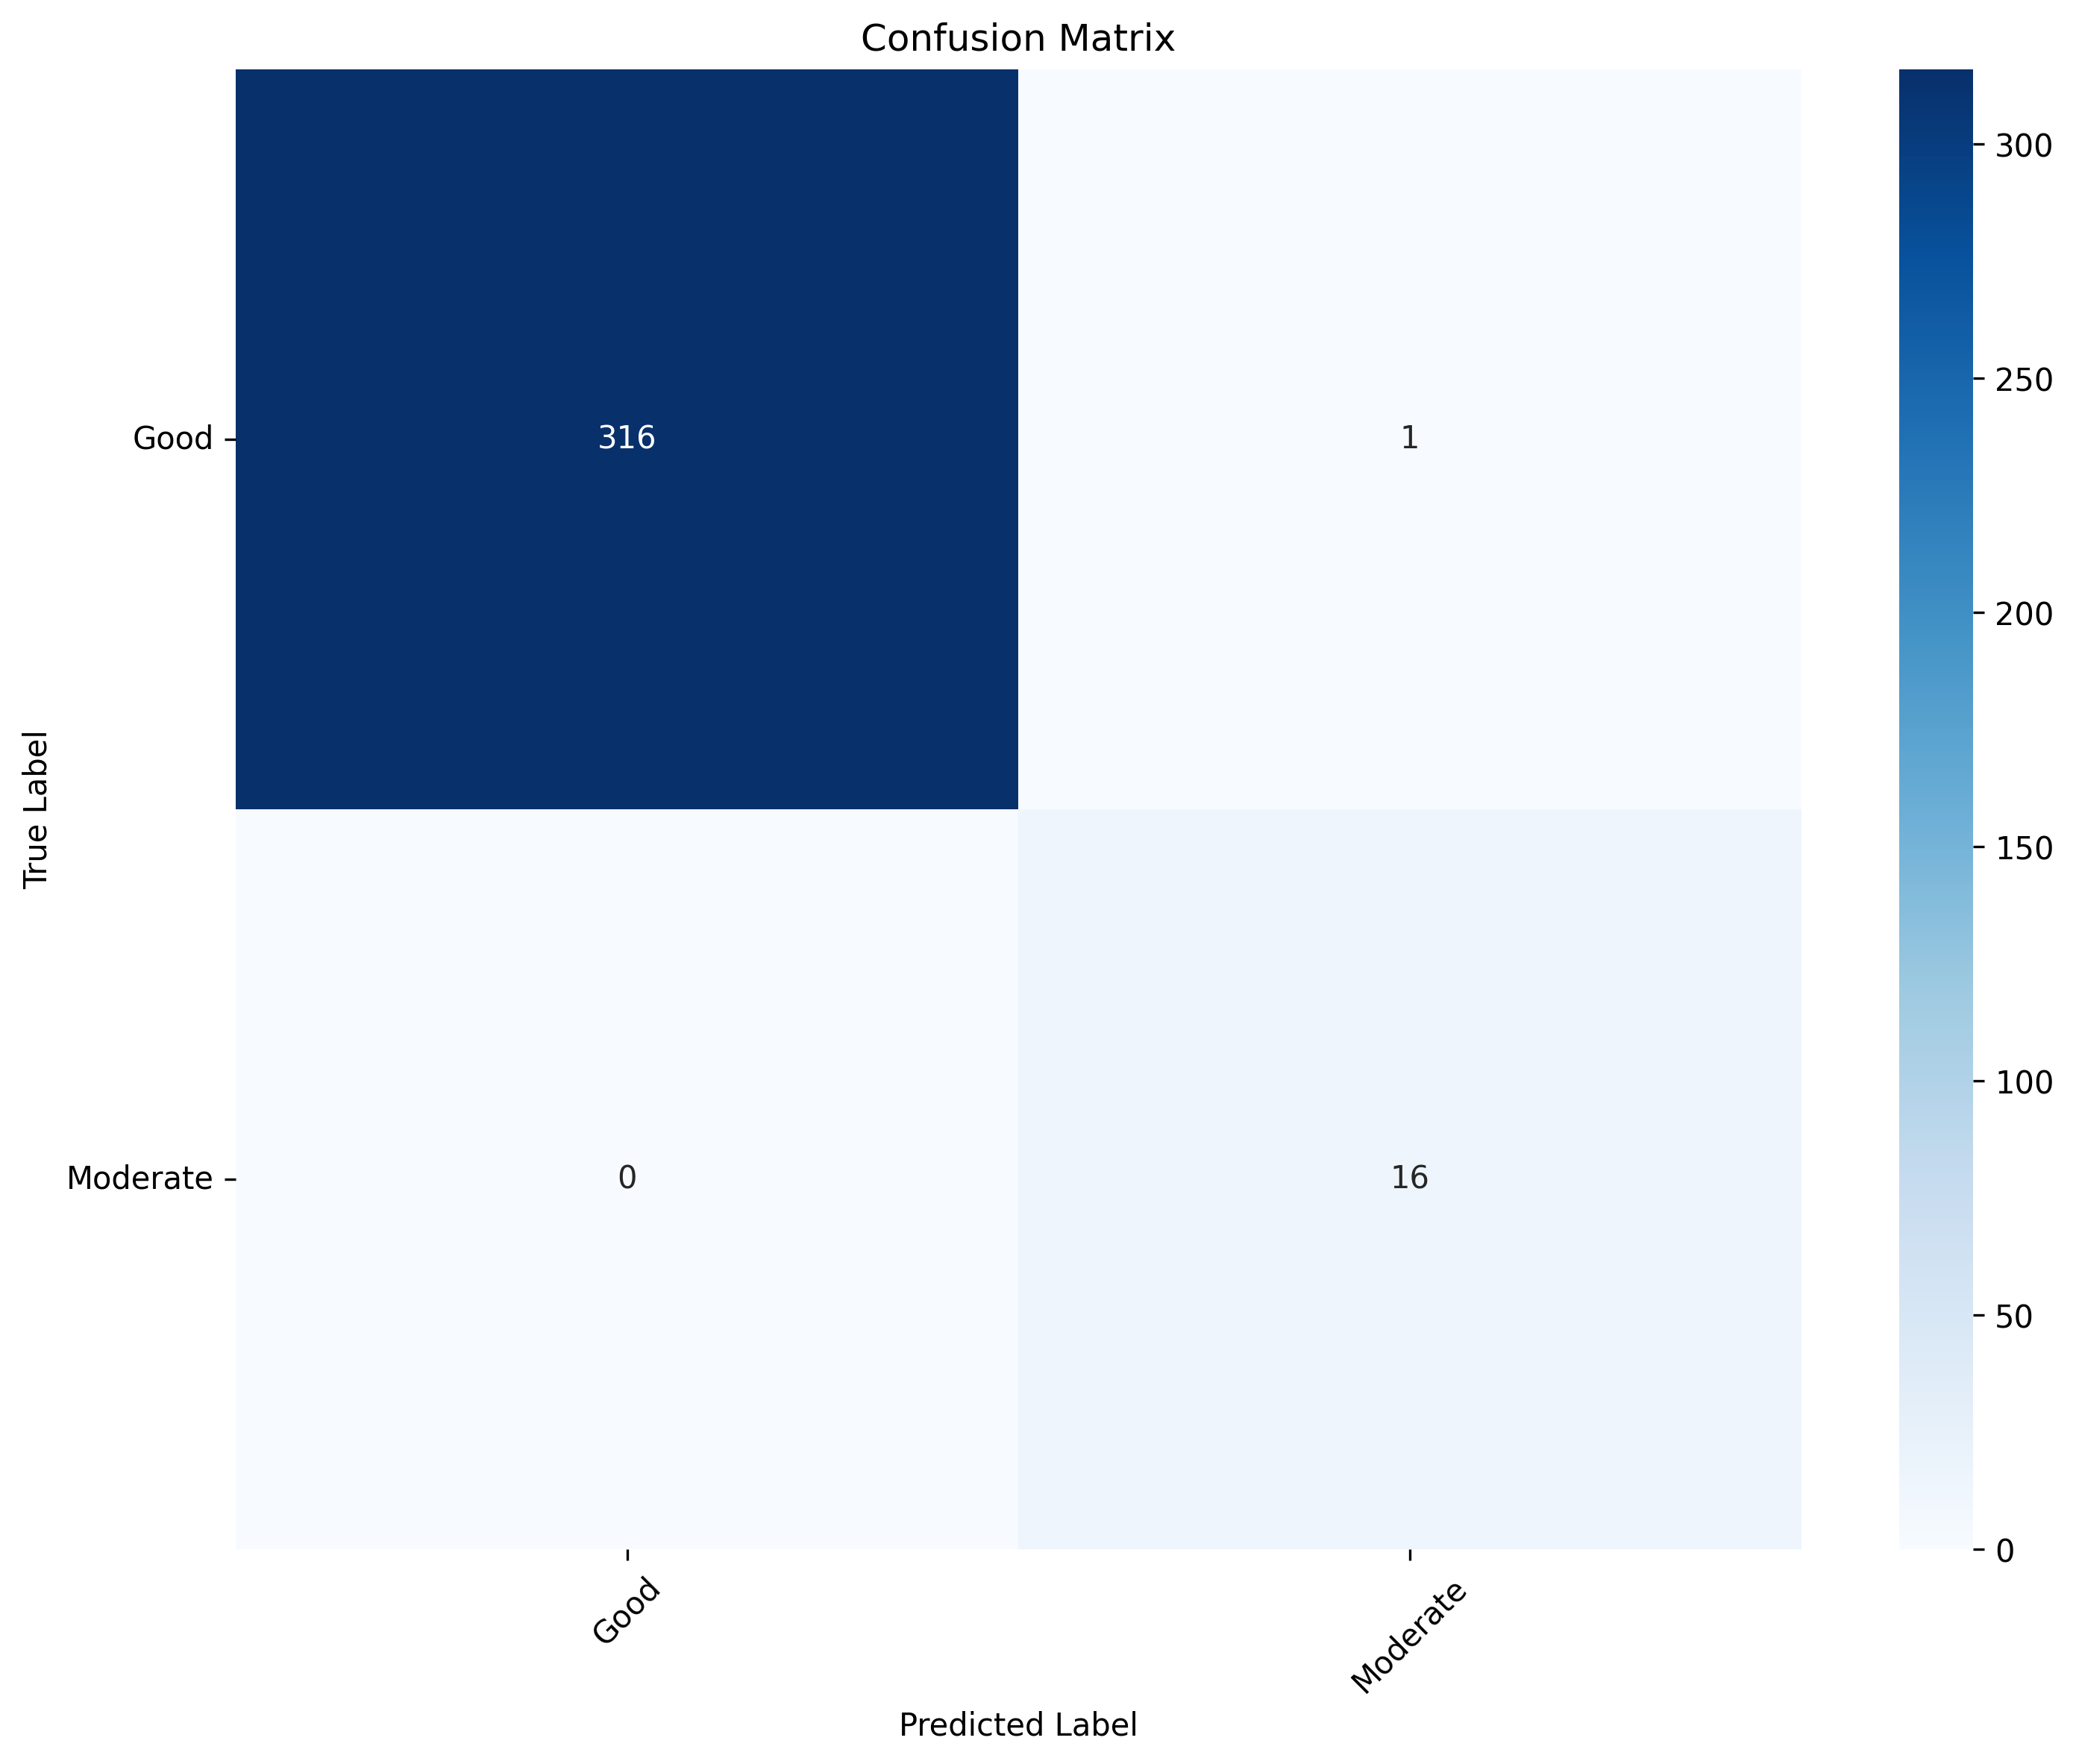 Confusion Matrix
True Label
Good
Moderate
316
1
0
16
Good
Moderate
Predicted Label
300
250
200
150
100
50
0